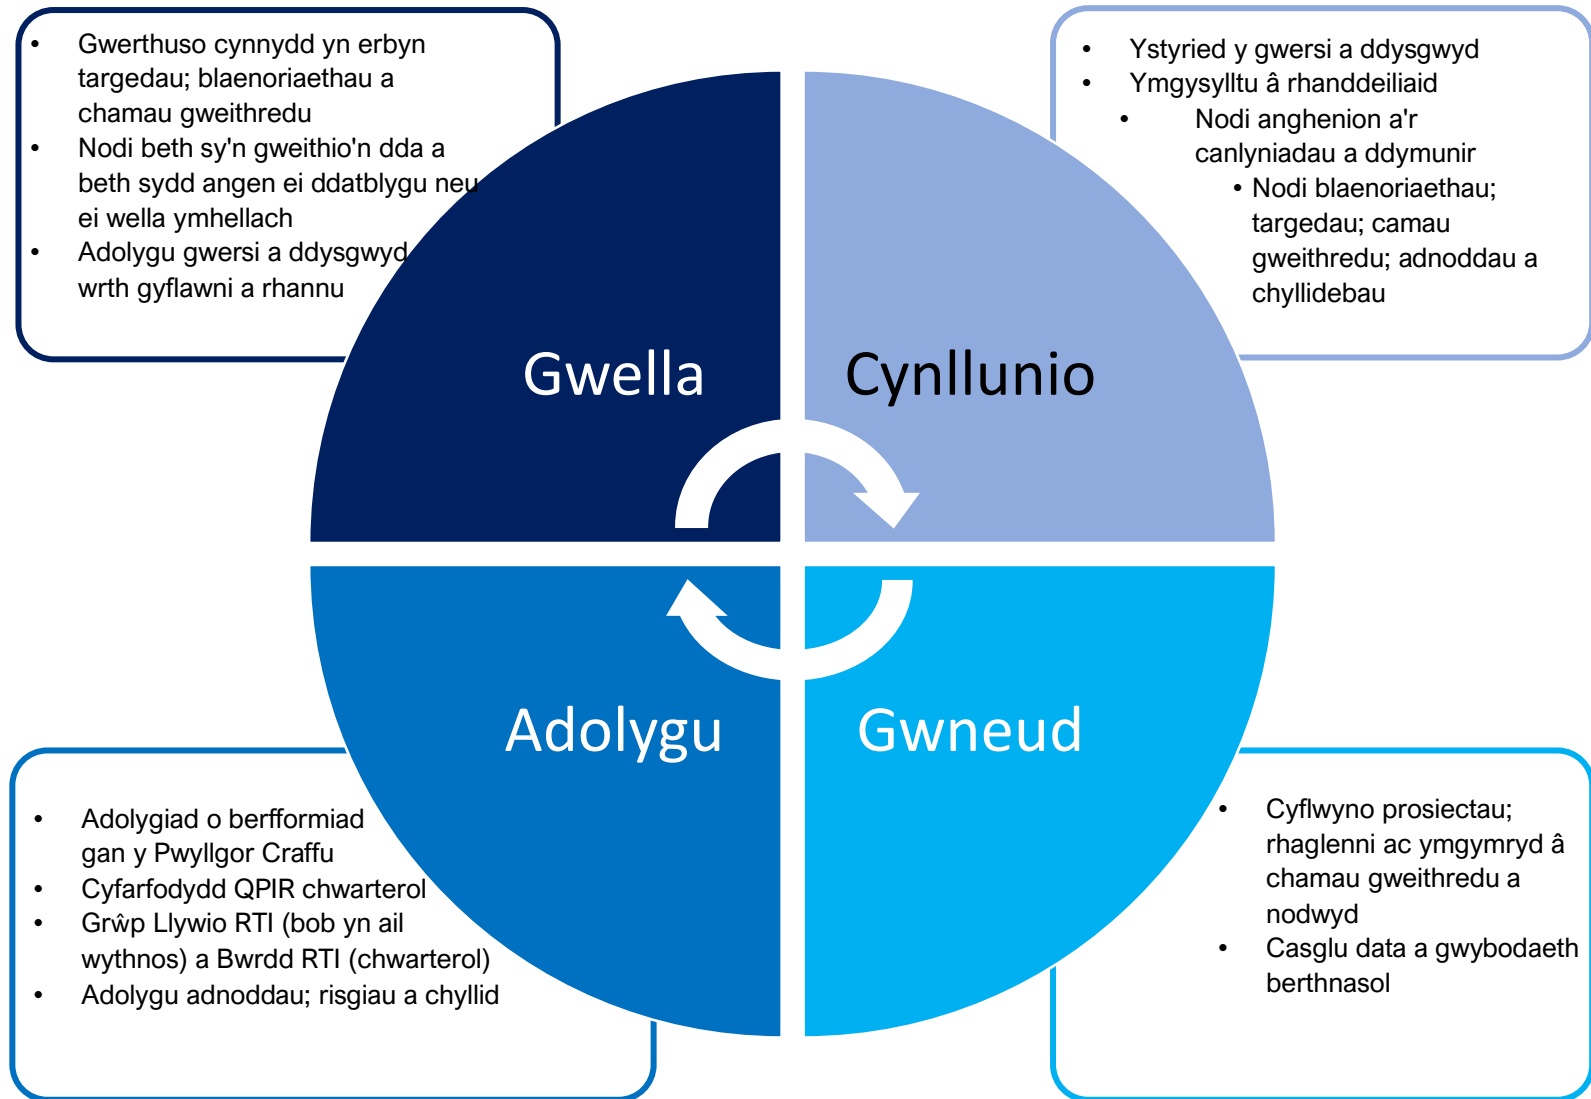 • Gwerthuso cynnydd yn erbyn
targedau; blaenoriaethau a
chamau gweithredu
• Nodi beth sy'n gweithio'n dda a
beth sydd angen ei ddatblygu neu
ei wella ymhellach
• Adolygu gwersi a ddysgwyd
wrth gyflawni a rhannu
• Ystyried y gwersi a ddysgwyd
• Ymgysylltu â rhanddeiliaid
• Nodi anghenion a'r
canlyniadau a ddymunir
• Nodi blaenoriaethau;
targedau; camau
gweithredu; adnoddau a
chyllidebau
Gwella
Cynllunio
Adolygu
Gwneud
• Adolygiad o berfformiad
gan y Pwyllgor Craffu
• Cyfarfodydd QPIR chwarterol
• Grŵp Llywio RTI (bob yn ail
wythnos) a Bwrdd RTI (chwarterol)
• Adolygu adnoddau; risgiau a chyllid
• Cyflwyno prosiectau;
rhaglenni ac ymgymryd â
chamau gweithredu a
nodwyd
• Casglu data a gwybodaeth
berthnasol